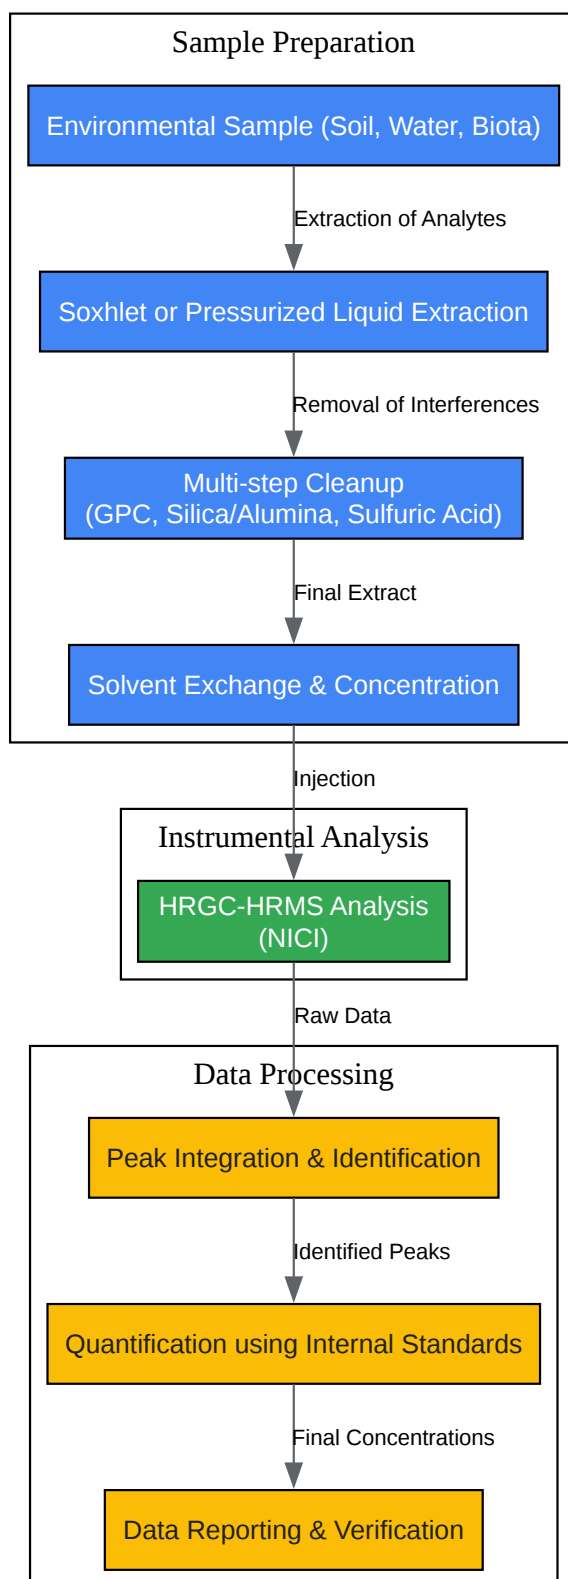 Sample Preparation
Environmental Sample (Soil, Water, Biota)
Extraction of Analytes
Soxhlet or Pressurized Liquid Extraction
Removal of Interferences
Multi-step Cleanup
(GPC, Silica/Alumina, Sulfuric Acid)
Final Extract
Solvent Exchange & Concentration
Injection
Instrumental Analysis
HRGC-HRMS Analysis
(NICI)
Raw Data
Data Processing
Peak Integration & Identification
Identified Peaks
Quantification using Internal Standards
Final Concentrations
Data Reporting & Verification